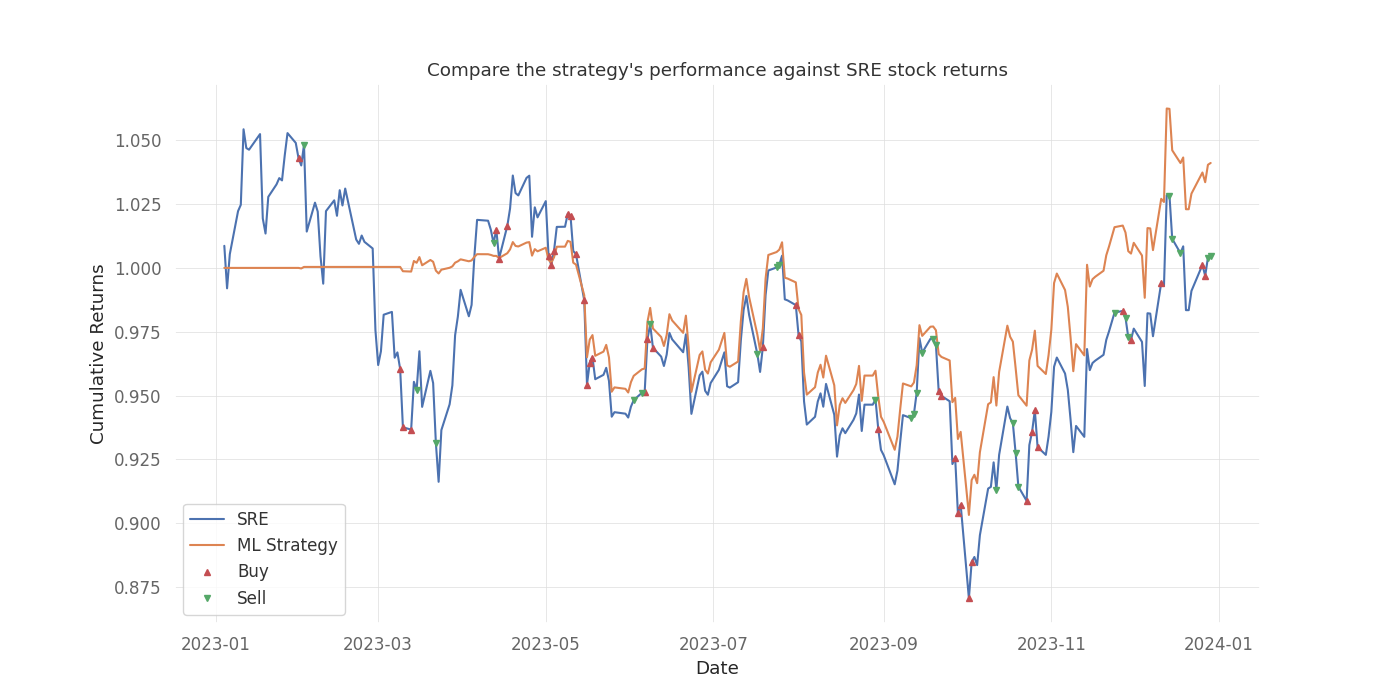 Compare the strategy's performance against SRE stock returns
Cumulative Returns
1.050
1.025
1.000
0.975
0.950
0.925
0.900
0.875
SRE
ML Strategy
Buy
Sell
2023-01 2023-03 2023-05 2023-07 2023-09 2023-11 2024-01
Date